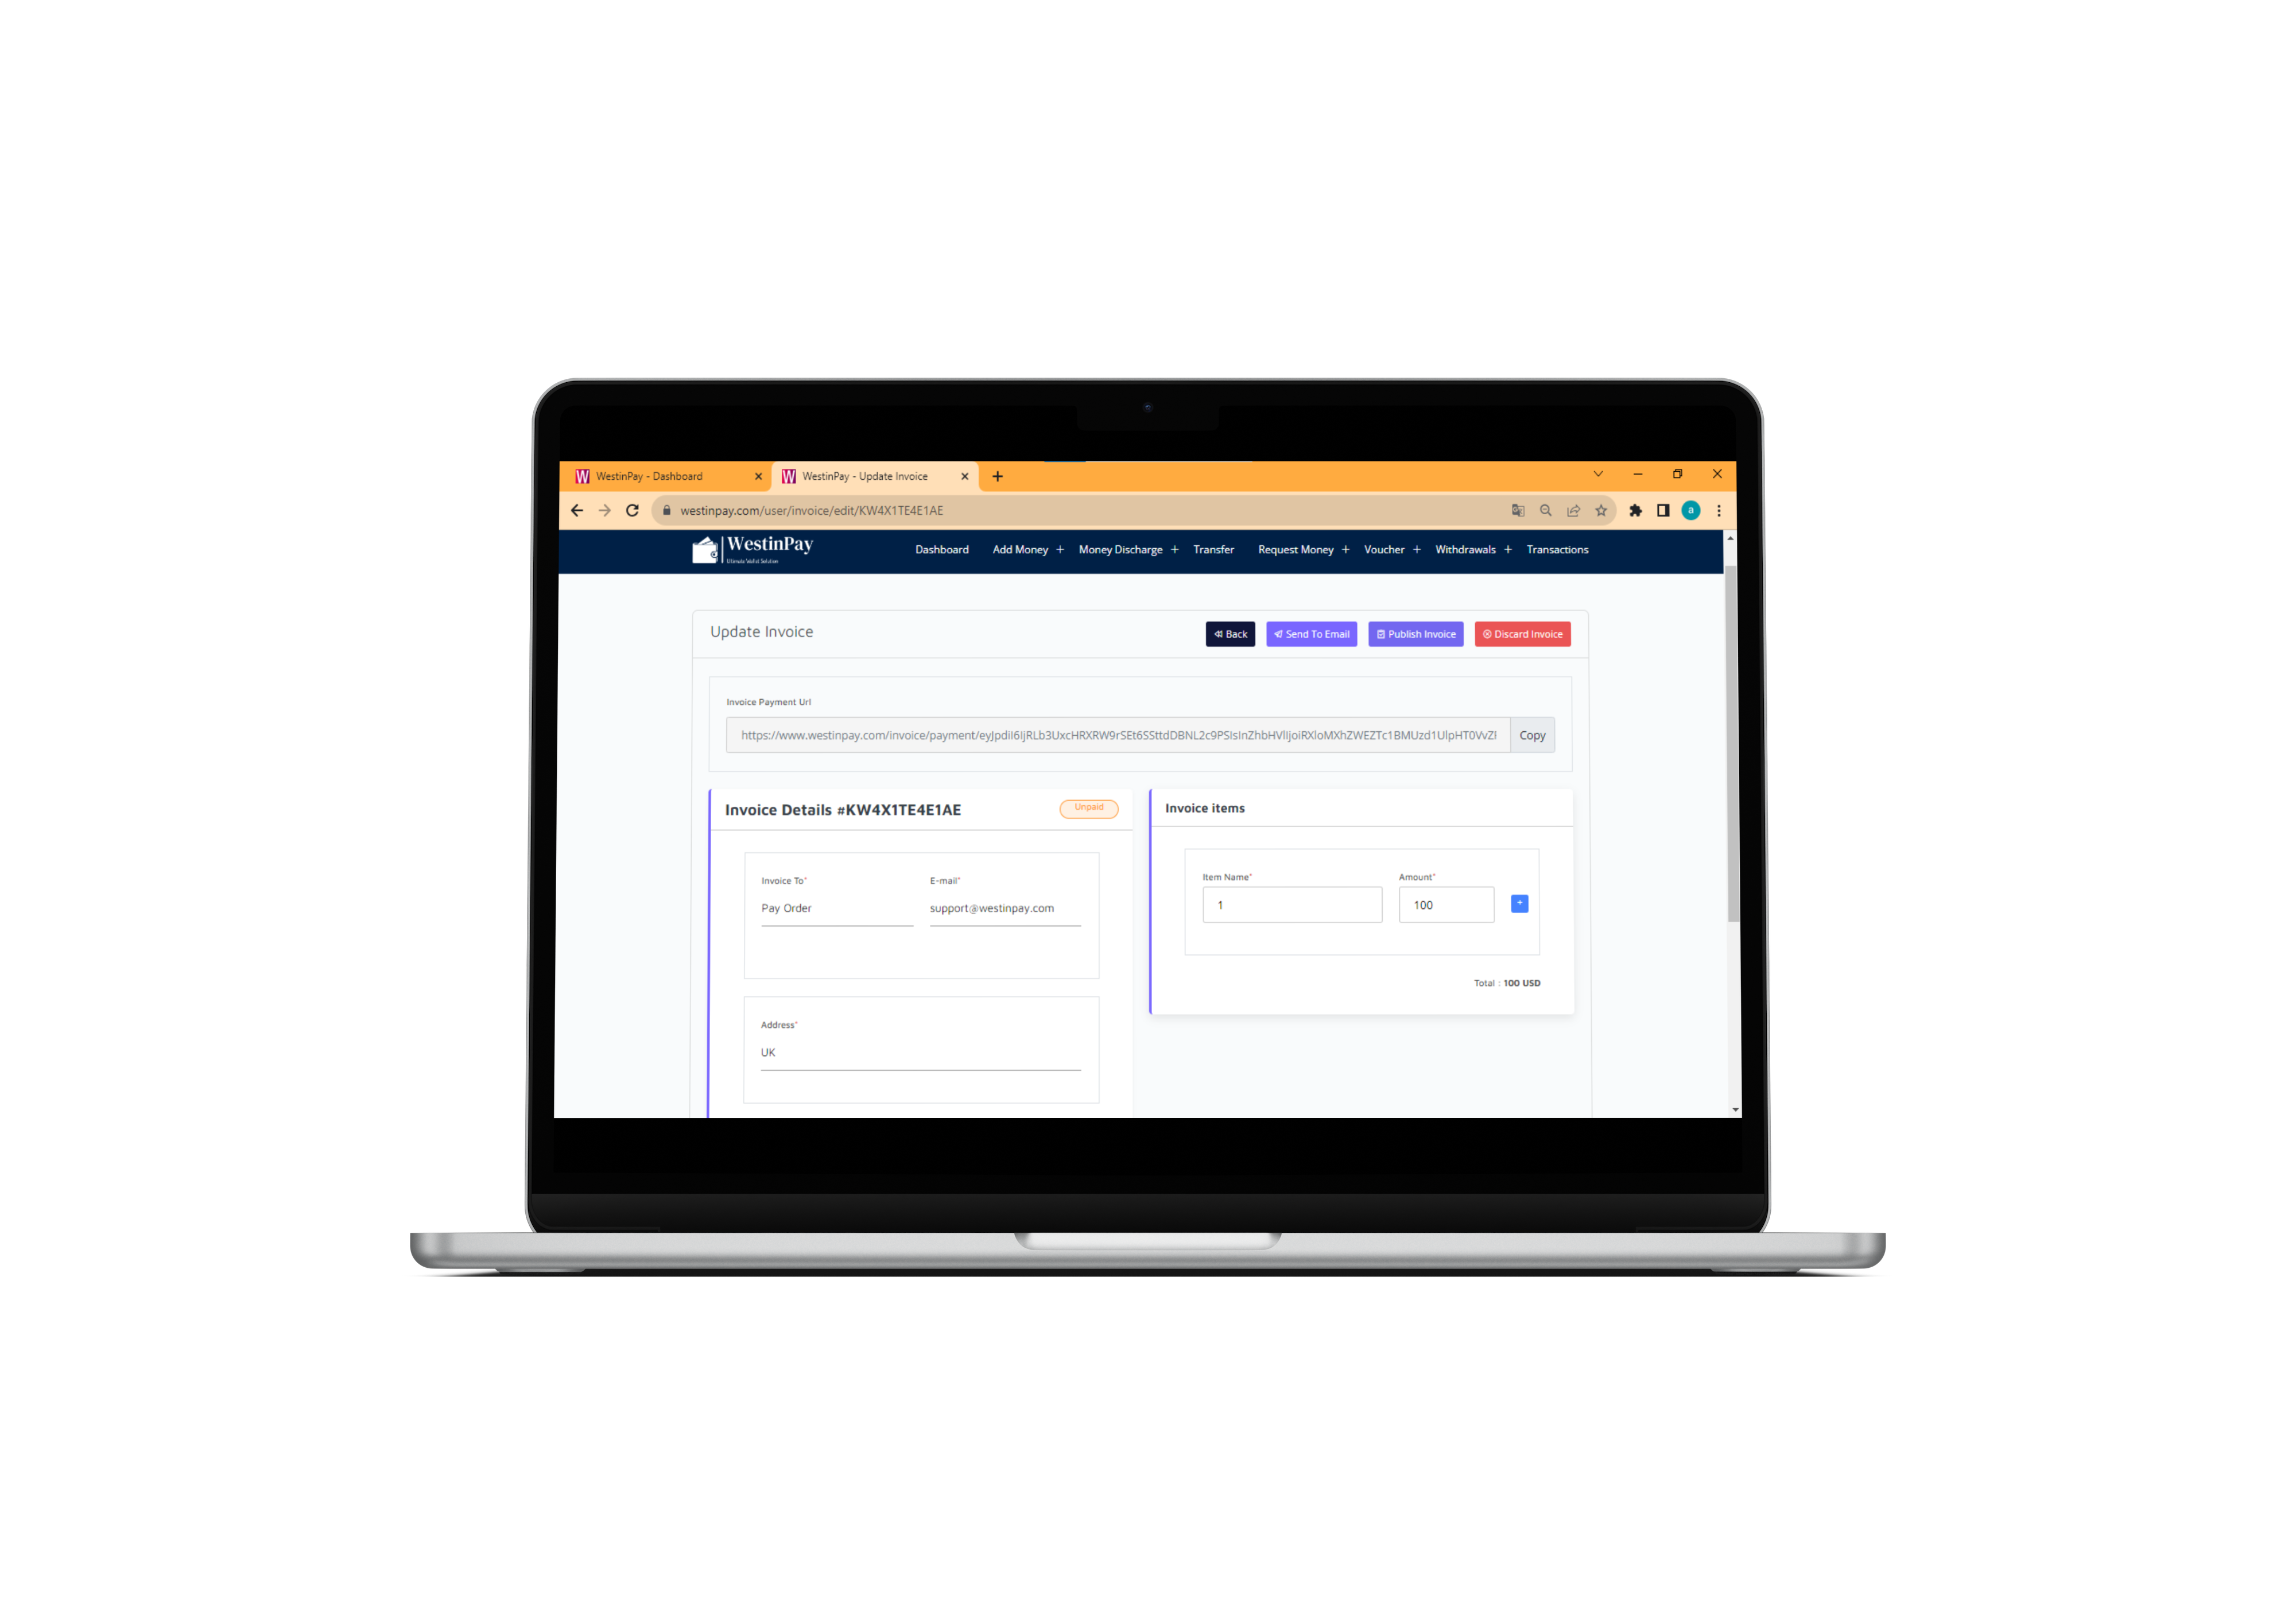 WestinPay - Dashboard
WestinPay - Update Invoice
westinpay.com/user/invoice/edit/KW4X1TE4E1AE
a
WestinPay
Ultimate Wallet Solution
Dashboard Add Money + Money Discharge + Transfer Request Money + Voucher + Withdrawals + Transactions
Update Invoice
Back Send To Email Publish Invoice Discard Invoice
Invoice Payment Url
https://www.westinpay.com/invoice/payment/ Copy
Invoice Details #KW4X1TE4E1AE
Unpaid
Invoice To* E-mail*
Pay Order support@westinpay.com
Address*
UK
Invoice items
Item Name* Amount*
1 100 +
Total : 100 USD